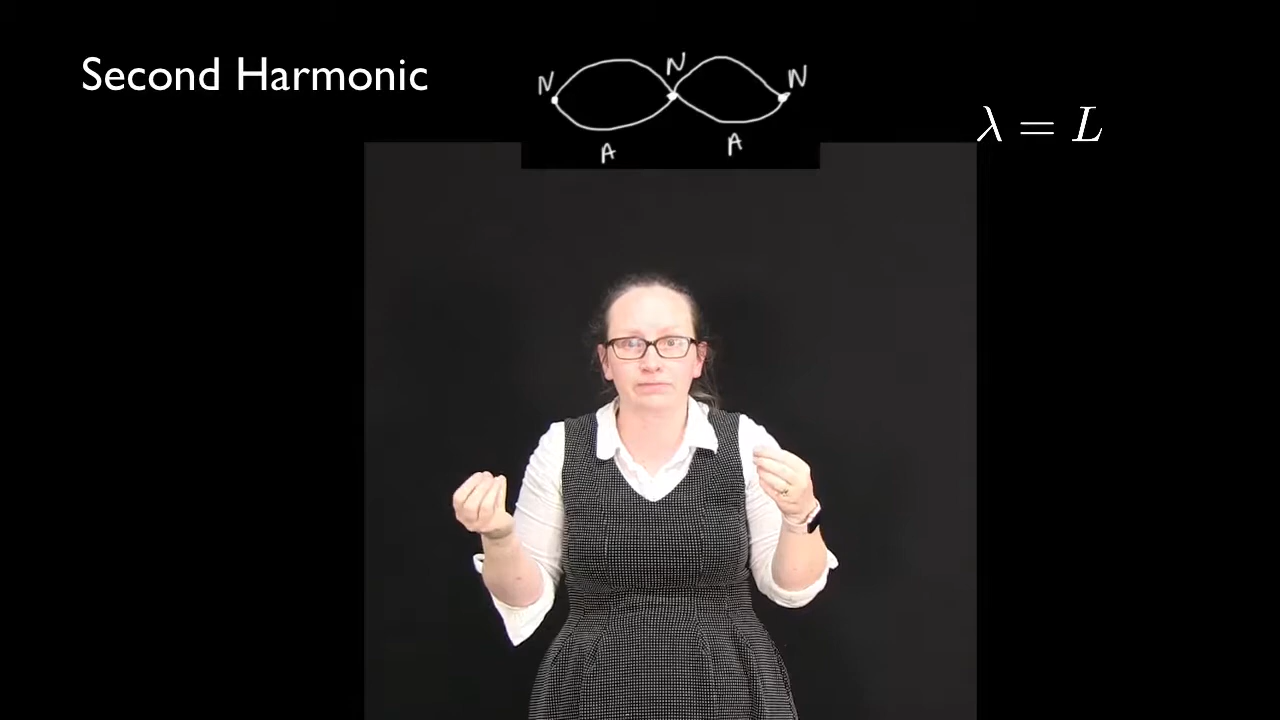 Second Harmonic
N N N
A A
λ = L